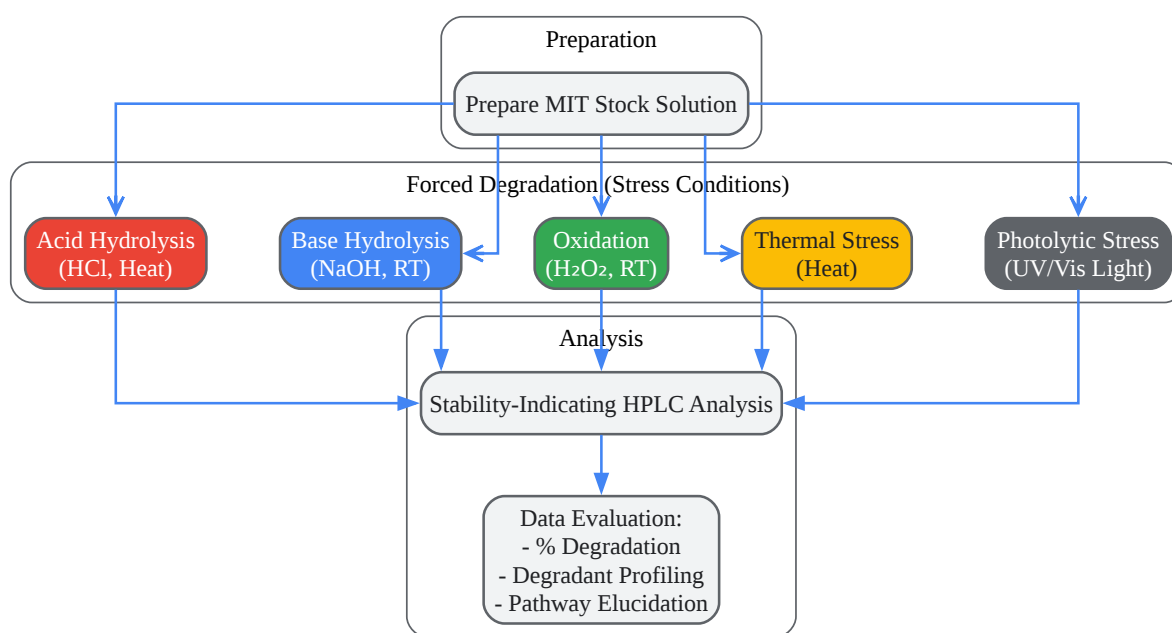 Preparation
Prepare MIT Stock Solution
Forced Degradation (Stress Conditions)
Acid Hydrolysis
(HCl, Heat)
Base Hydrolysis
(NaOH, RT)
Oxidation
(H₂O₂, RT)
Thermal Stress
(Heat)
Photolytic Stress
(UV/Vis Light)
Analysis
Stability-Indicating HPLC Analysis
Data Evaluation:
- % Degradation
- Degradant Profiling
- Pathway Elucidation